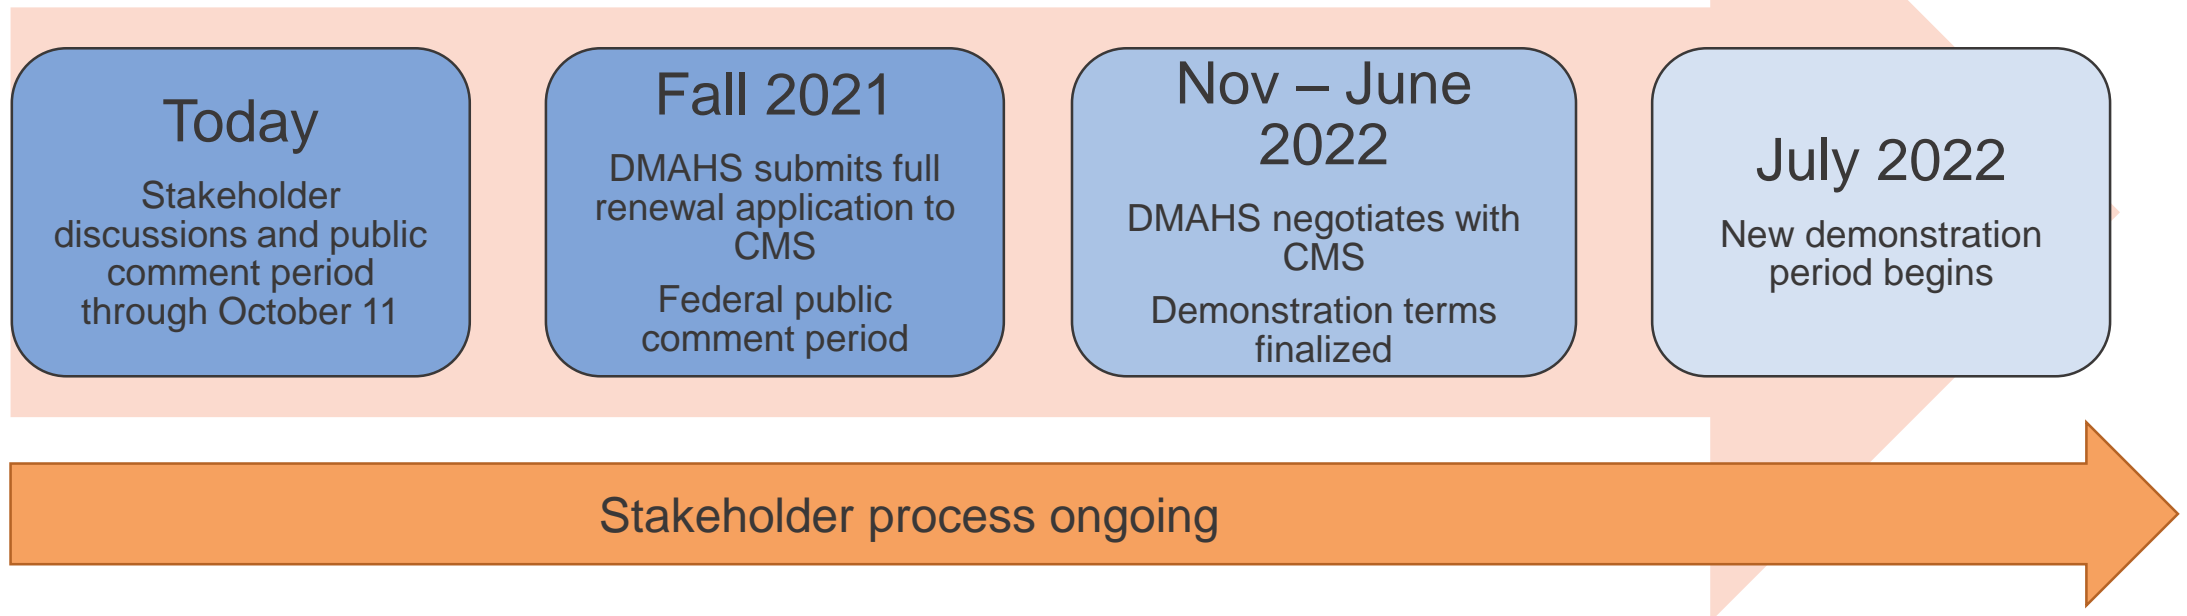 Today
Stakeholder
discussions and public
comment period
through October 11
Fall 2021
DMAHS submits full
renewal application to
CMS
Federal public
comment period
Nov – June
2022
DMAHS negotiates with
CMS
Demonstration terms
finalized
July 2022
New demonstration
period begins
Stakeholder process ongoing